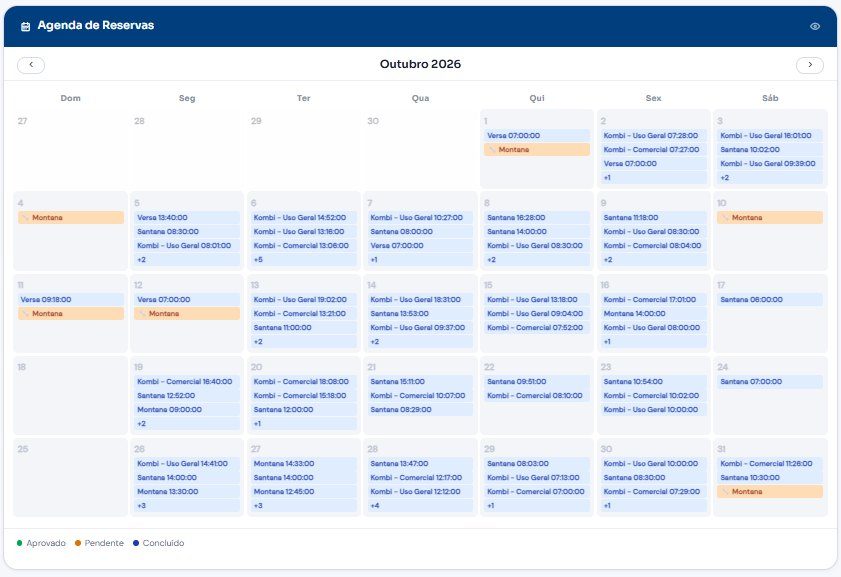 Agenda de Reservas
Outubro 2026
Dom Seg Ter Qua Qui Sex Sáb
27 28 29 30 1 2 3
Versa 07:00:00 Kombi - Uso Geral 07:28:00 Kombi - Uso Geral 16:01:00
Montana Kombi - Comercial 07:27:00 Santana 10:02:00
Versa 07:00:00 Kombi - Uso Geral 09:39:00
+1 +2
4 5 6 7 8 9 10
Montana Versa 13:40:00 Kombi - Uso Geral 14:52:00 Kombi - Uso Geral 10:27:00 Santana 16:28:00 Santana 11:18:00 Montana
Santana 08:30:00 Kombi - Uso Geral 13:16:00 Santana 08:00:00 Santana 14:00:00 Kombi - Uso Geral 08:30:00
Kombi - Uso Geral 08:01:00 Kombi - Comercial 13:06:00 Versa 07:00:00 Kombi - Uso Geral 08:30:00 Kombi - Comercial 08:04:00
+2 +5 +1 +2 +2
11 12 13 14 15 16 17
Versa 09:18:00 Versa 07:00:00 Kombi - Uso Geral 19:02:00 Kombi - Uso Geral 18:31:00 Kombi - Uso Geral 13:18:00 Kombi - Comercial 17:01:00 Santana 06:00:00
Montana Montana Kombi - Comercial 13:21:00 Santana 13:53:00 Kombi - Uso Geral 09:04:00 Montana 14:00:00
Santana 11:00:00 Kombi - Uso Geral 09:37:00 Kombi - Comercial 07:52:00 Kombi - Uso Geral 08:00:00
+2 +2 +1
18 19 20 21 22 23 24
Kombi - Comercial 16:40:00 Kombi - Comercial 18:08:00 Santana 15:11:00 Santana 09:51:00 Santana 10:54:00 Santana 07:00:00
Santana 12:52:00 Kombi - Comercial 15:18:00 Kombi - Comercial 10:07:00 Kombi - Comercial 08:10:00 Kombi - Comercial 10:02:00
Montana 09:00:00 Santana 12:00:00 Santana 08:29:00 Kombi - Uso Geral 10:00:00
+2 +1
25 26 27 28 29 30 31
Kombi - Uso Geral 14:41:00 Montana 14:33:00 Santana 13:47:00 Santana 08:03:00 Kombi - Uso Geral 10:00:00 Kombi - Comercial 11:26:00
Santana 14:00:00 Santana 14:00:00 Kombi - Comercial 12:17:00 Kombi - Uso Geral 07:13:00 Santana 08:30:00 Santana 10:30:00
Montana 13:30:00 Montana 12:45:00 Kombi - Uso Geral 12:12:00 Kombi - Comercial 07:00:00 Kombi - Comercial 07:29:00 Montana
+3 +3 +4 +1 +1
Aprovado Pendente Concluído